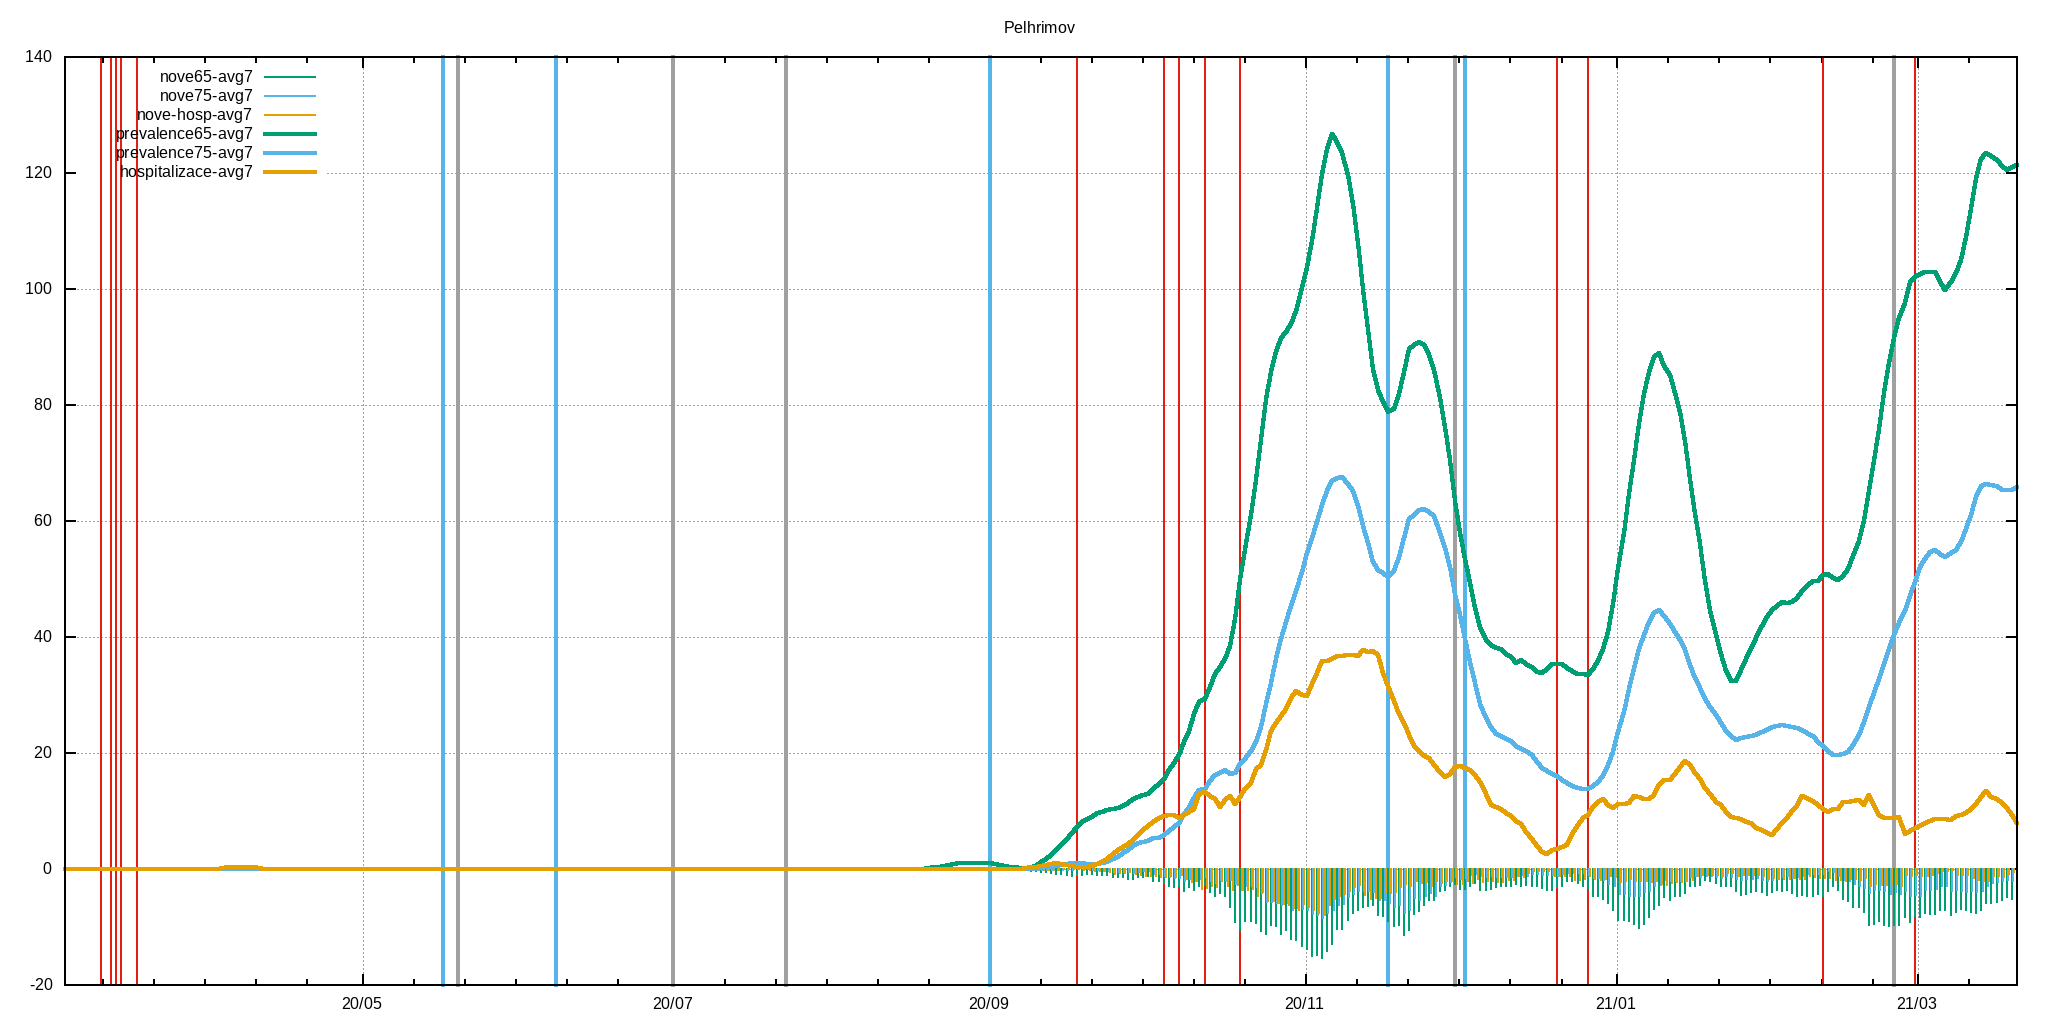 Pelhrimov
140
120
100
80
60
40
20
0
-20
nove65-avg7
nove75-avg7
nove-hosp-avg7
prevalence65-avg7
prevalence75-avg7
hospitalizace-avg7
20/05 20/07 20/09 20/11 21/01 21/03